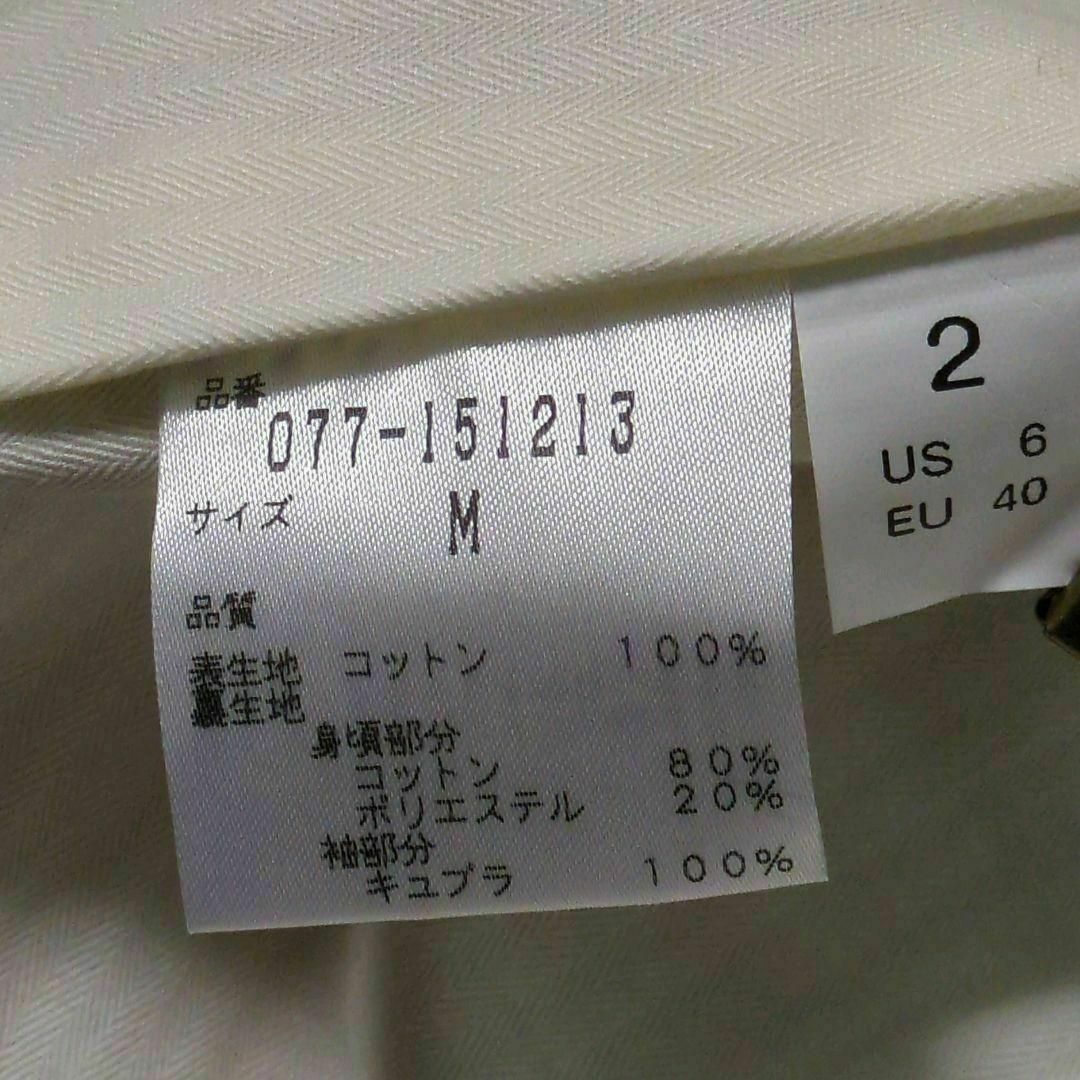 品番
077-151213
サイズ M
品質
表生地 コットン 100%
裏生地
身頃部分
コットン 80%
ポリエステル 20%
袖部分
キュプラ 100%
2
US 6
EU 40